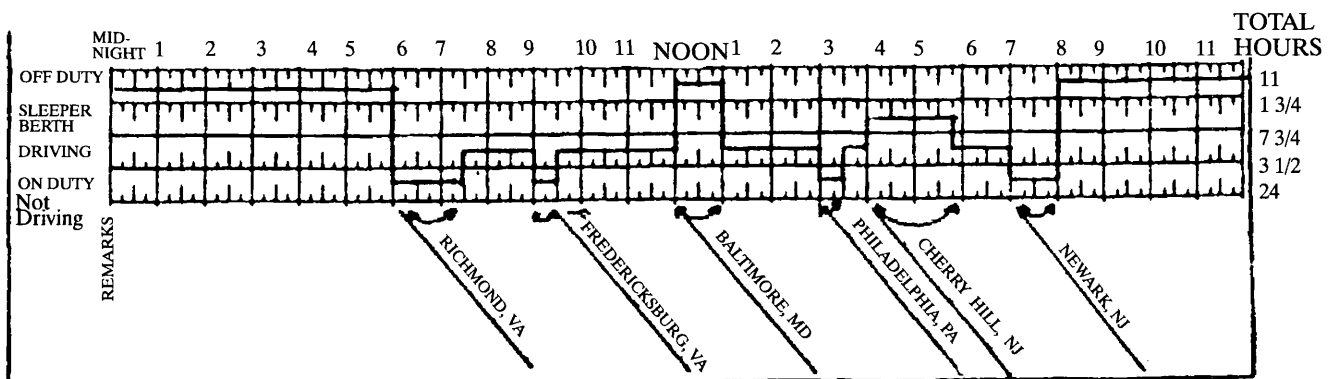 TOTAL
HOURS
MID-
NIGHT 1 2 3 4 5 6 7 8 9 10 11 NOON 1 2 3 4 5 6 7 8 9 10 11
OFF DUTY 11
SLEEPER
BERTH 1 3/4
DRIVING 7 3/4
ON DUTY 3 1/2
Not
Driving 24
REMARKS
RICHMOND, VA
FREDERICKSBURG, VA
BALTIMORE, MD
PHILADELPHIA, PA
CHERRY HILL, NJ
NEWARK, NJ